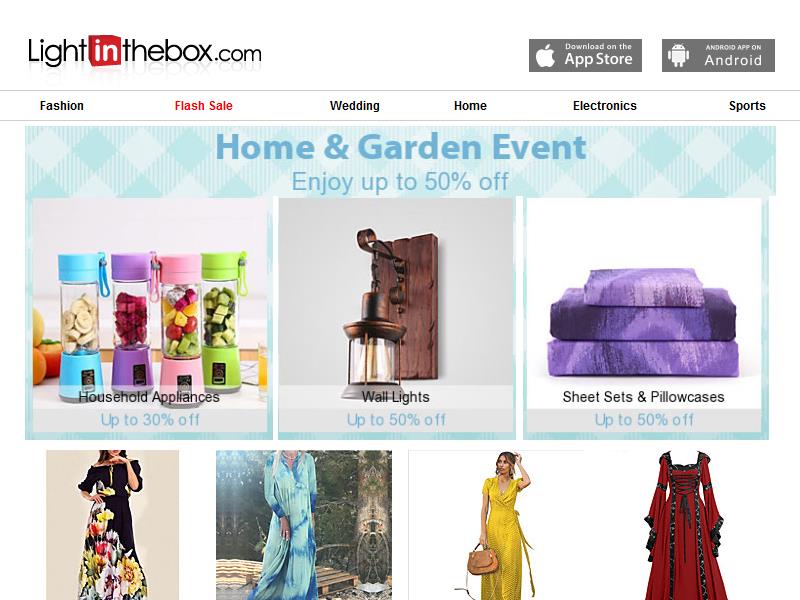 Lightinthebox.com
Download on the
App Store
ANDROID APP ON
Android
Fashion Flash Sale Wedding Home Electronics Sports
Home & Garden Event
Enjoy up to 50% off
Household Appliances
Up to 30% off
Wall Lights
Up to 50% off
Sheet Sets & Pillowcases
Up to 50% off